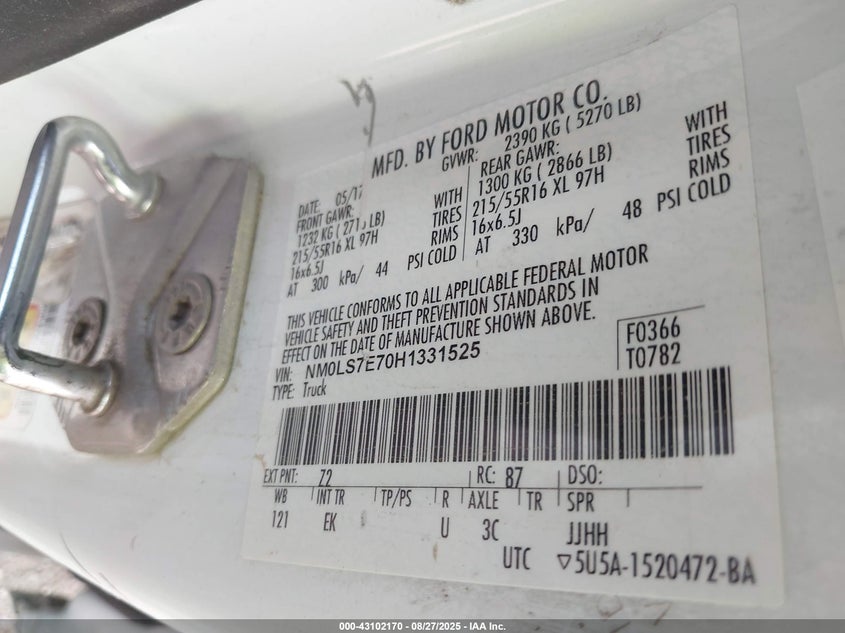 MFD. BY FORD MOTOR CO.
DATE: 05/17 GVWR: 2390 KG ( 5270 LB)
FRONT GAWR: WITH REAR GAWR: WITH
1232 KG ( LB) TIRES 1300 KG ( 2866 LB) TIRES
215/55R16 XL 97H RIMS 215/55R16 XL 97H RIMS
16x6.5J 16x6.5J
AT 300 kPa/ 44 PSI COLD AT 330 kPa/ 48 PSI COLD
THIS VEHICLE CONFORMS TO ALL APPLICABLE FEDERAL MOTOR
VEHICLE SAFETY AND THEFT PREVENTION STANDARDS IN
EFFECT ON THE DATE OF MANUFACTURE SHOWN ABOVE.
VIN: NM0LS7E70H1331525
TYPE: Truck
F0366
T0782
EXT PNT: Z2 RC: 87 DSO:
WB INT TR TP/PS R AXLE TR SPR
121 EK U 3C JJHH
UTC ▽5U5A-1520472-BA
000-43102170 | 08/27/2025 - IAA Inc.